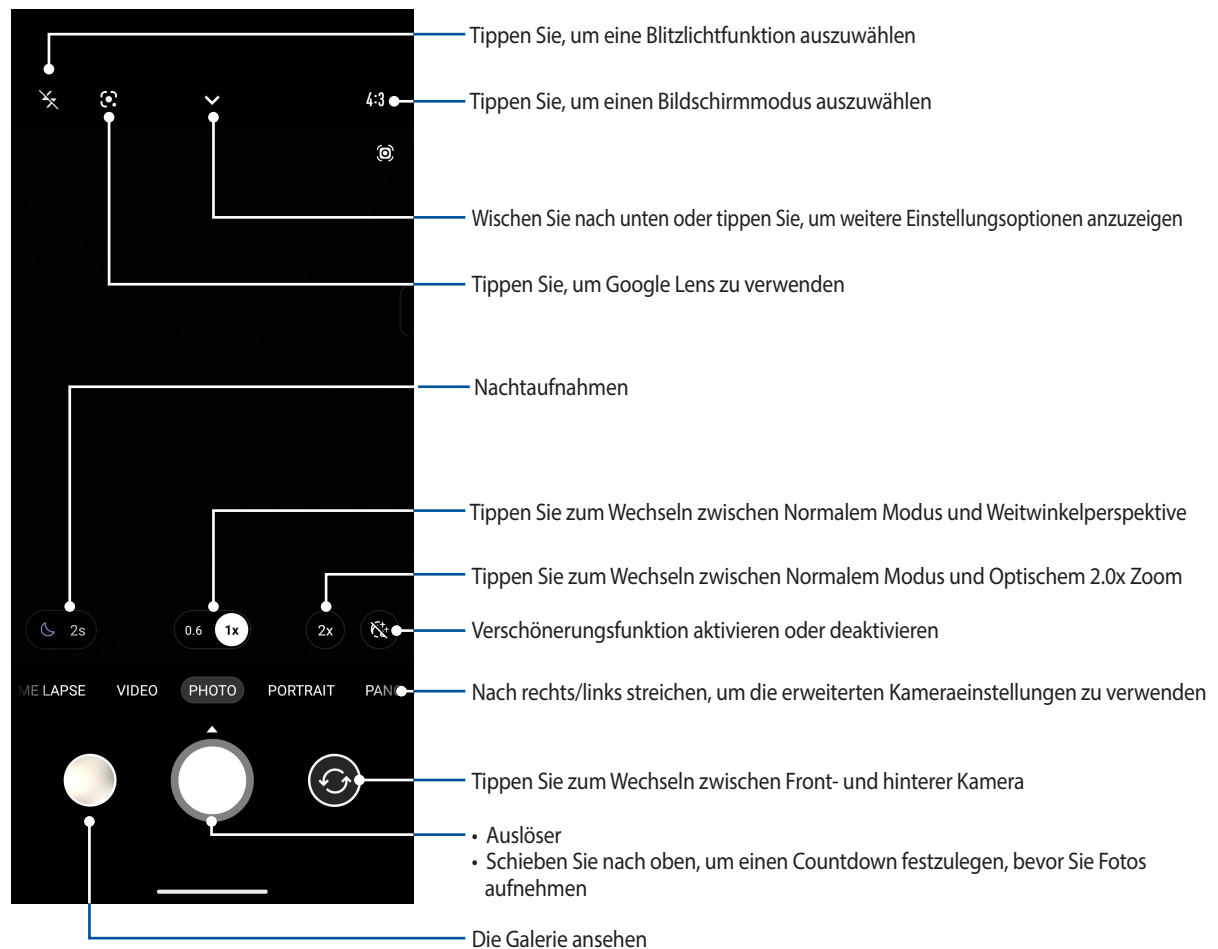 Tippen Sie, um eine Blitzlichtfunktion auszuwählen
4:3
Tippen Sie, um einen Bildschirmmodus auszuwählen
Wischen Sie nach unten oder tippen Sie, um weitere Einstellungsoptionen anzuzeigen
Tippen Sie, um Google Lens zu verwenden
Nachtaufnahmen
Tippen Sie zum Wechseln zwischen Normalem Modus und Weitwinkelperspektive
Tippen Sie zum Wechseln zwischen Normalem Modus und Optischem 2.0x Zoom
2s 0.6 1x 2x
Verschönerungsfunktion aktivieren oder deaktivieren
ME LAPSE VIDEO PHOTO PORTRAIT PANO
Nach rechts/links streichen, um die erweiterten Kameraeinstellungen zu verwenden
Tippen Sie zum Wechseln zwischen Front- und hinterer Kamera
• Auslöser
• Schieben Sie nach oben, um einen Countdown festzulegen, bevor Sie Fotos
aufnehmen
Die Galerie ansehen